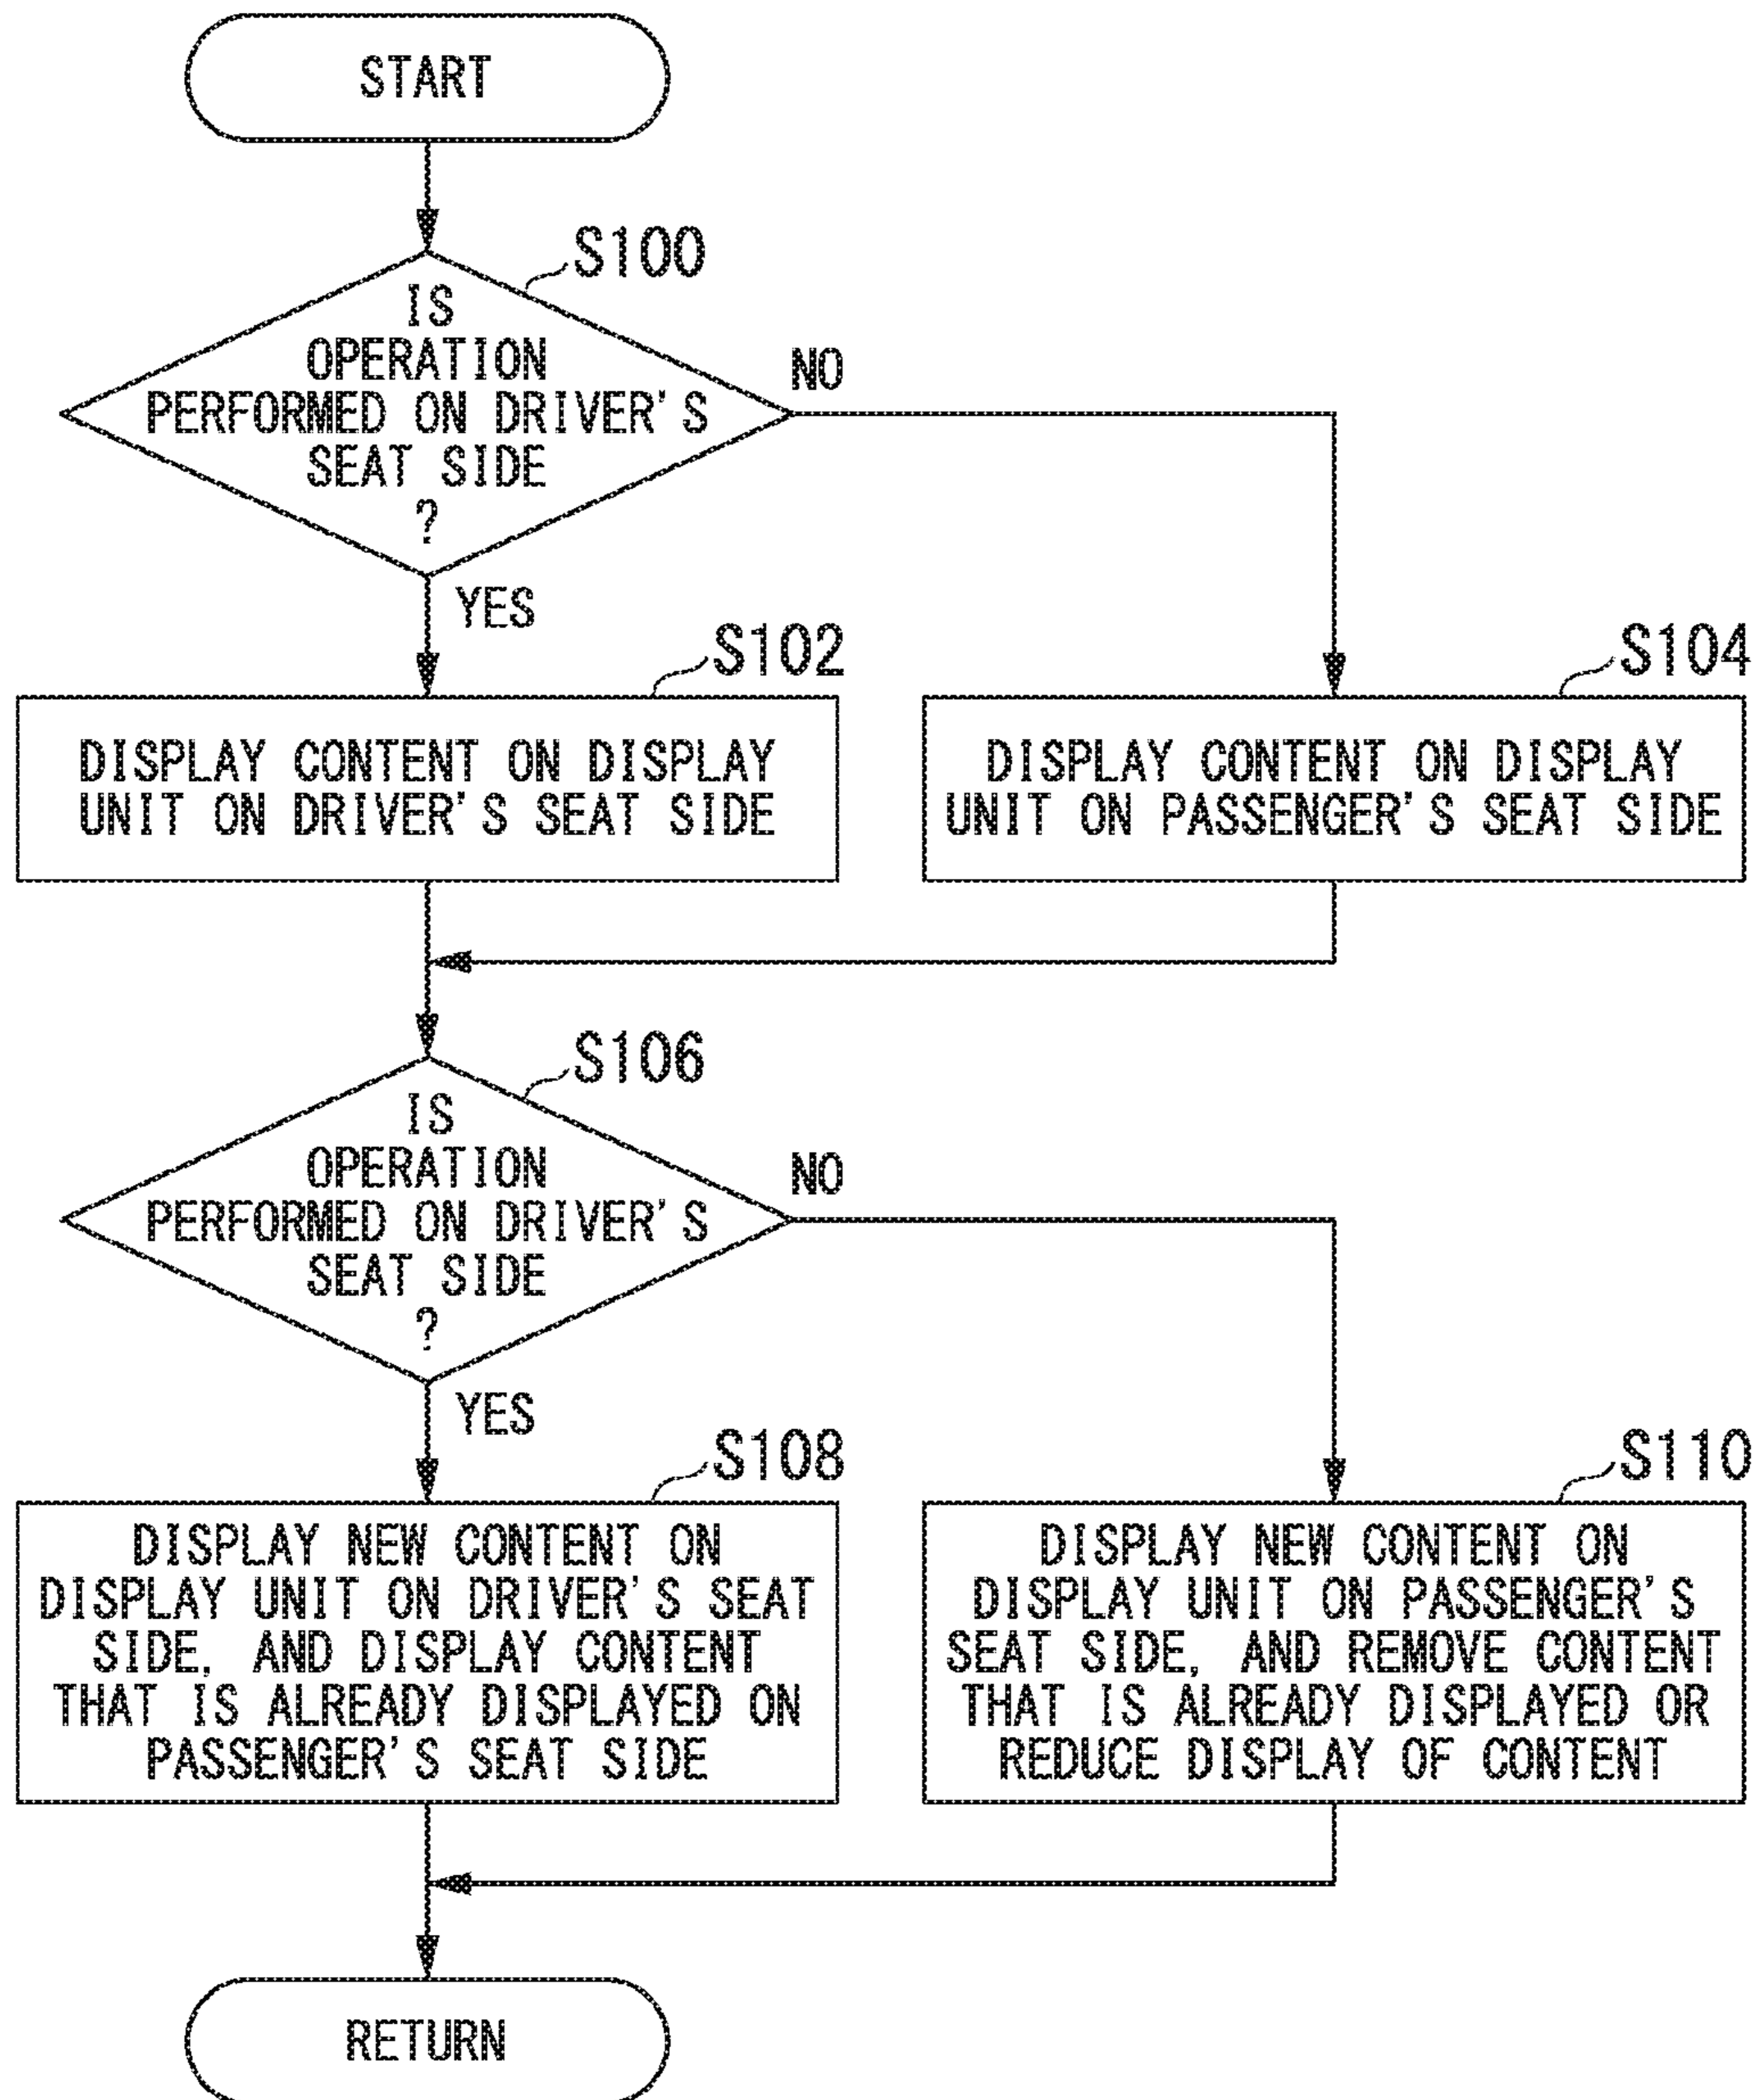 START
S100
IS
OPERATION
PERFORMED ON DRIVER'S
SEAT SIDE
?
NO
YES
S102
DISPLAY CONTENT ON DISPLAY
UNIT ON DRIVER'S SEAT SIDE
S104
DISPLAY CONTENT ON DISPLAY
UNIT ON PASSENGER'S SEAT SIDE
S106
IS
OPERATION
PERFORMED ON DRIVER'S
SEAT SIDE
?
NO
YES
S108
DISPLAY NEW CONTENT ON
DISPLAY UNIT ON DRIVER'S SEAT
SIDE, AND DISPLAY CONTENT
THAT IS ALREADY DISPLAYED ON
PASSENGER'S SEAT SIDE
S110
DISPLAY NEW CONTENT ON
DISPLAY UNIT ON PASSENGER'S
SEAT SIDE, AND REMOVE CONTENT
THAT IS ALREADY DISPLAYED OR
REDUCE DISPLAY OF CONTENT
RETURN